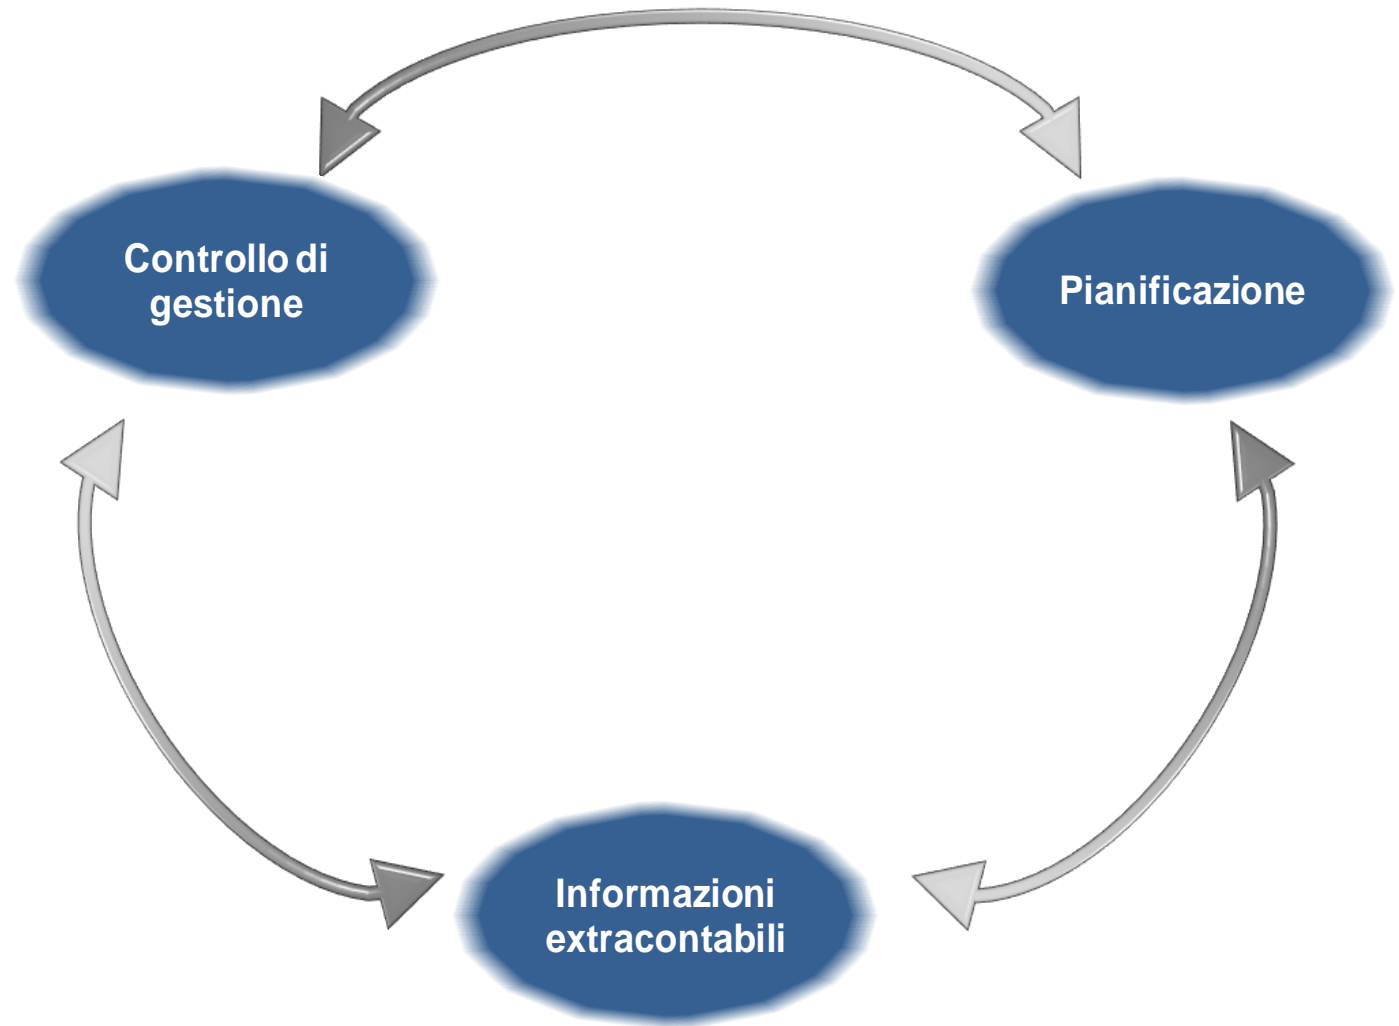 Controllo di
gestione
Pianificazione
Informazioni
extracontabili